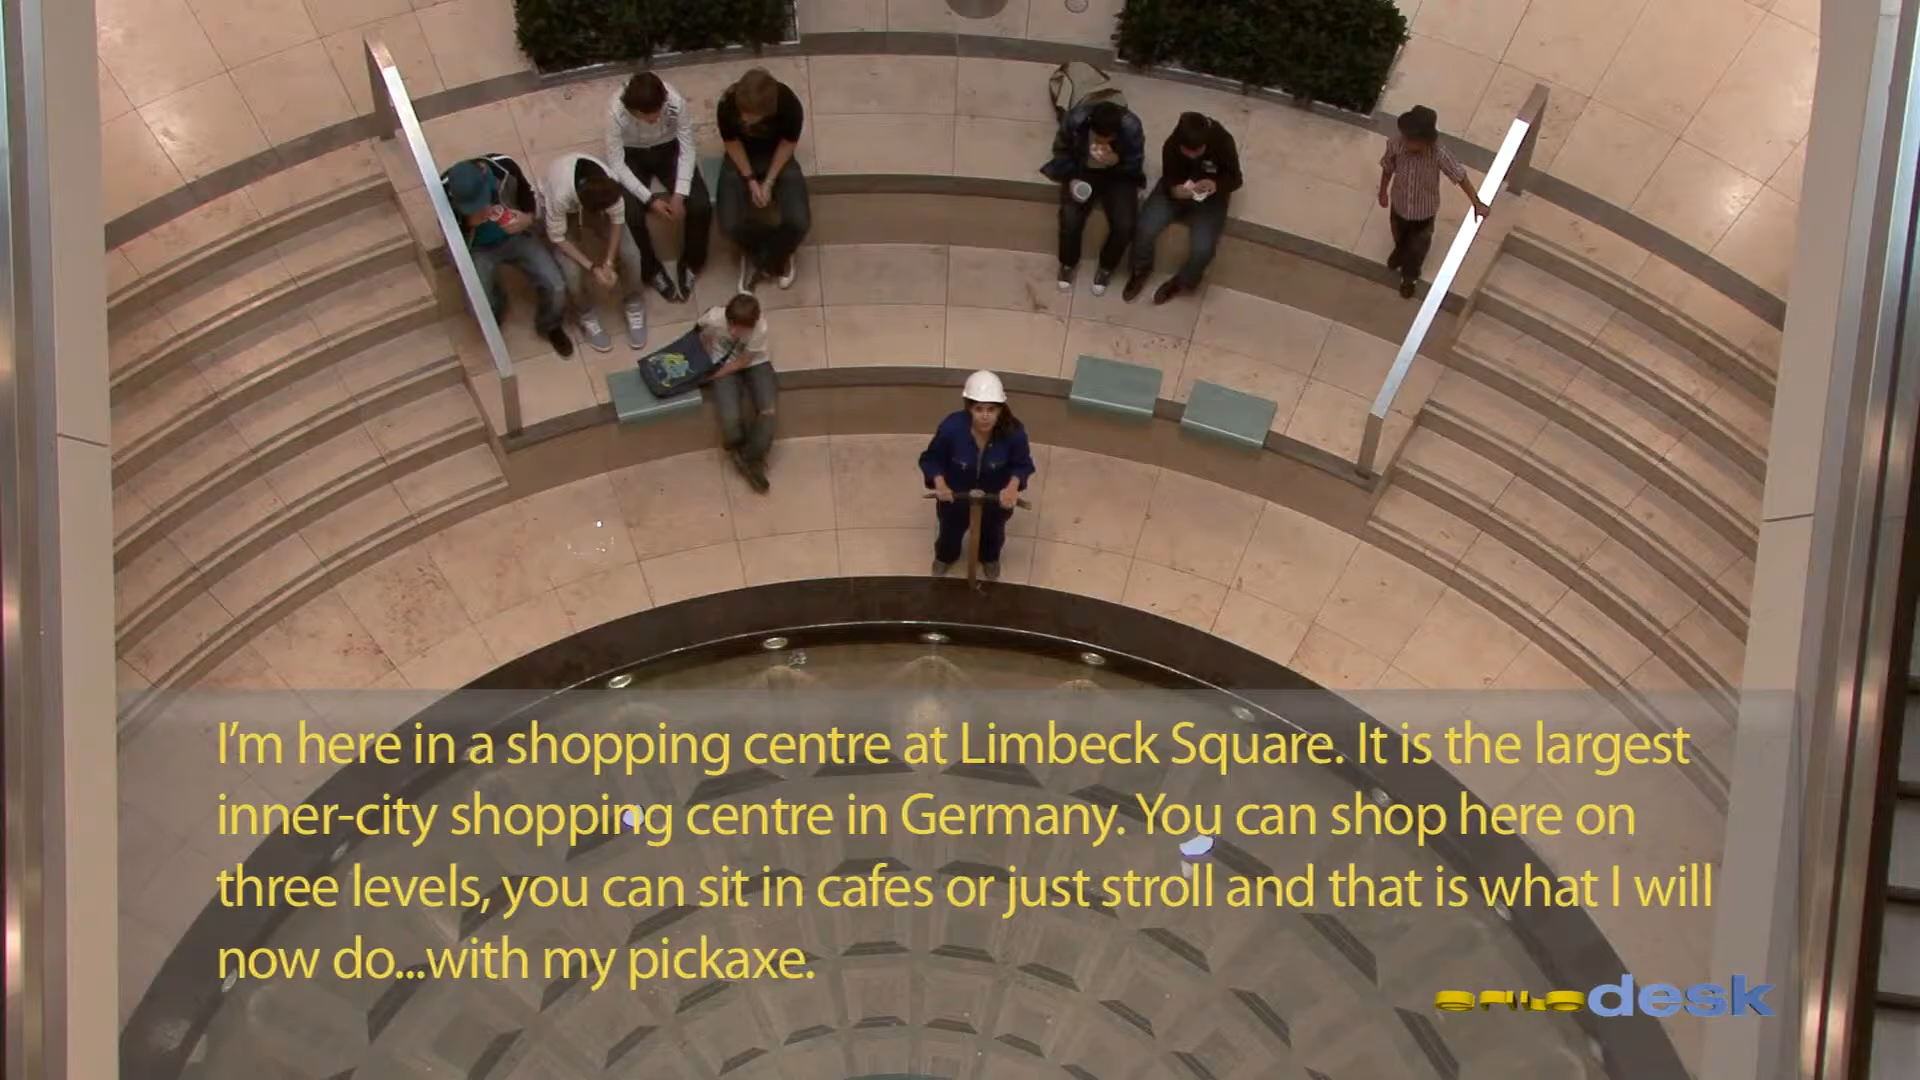 I'm here in a shopping centre at Limbeck Square. It is the largest
inner-city shopping centre in Germany. You can shop here on
three levels, you can sit in cafes or just stroll and that is what I will
now do...with my pickaxe.
desk